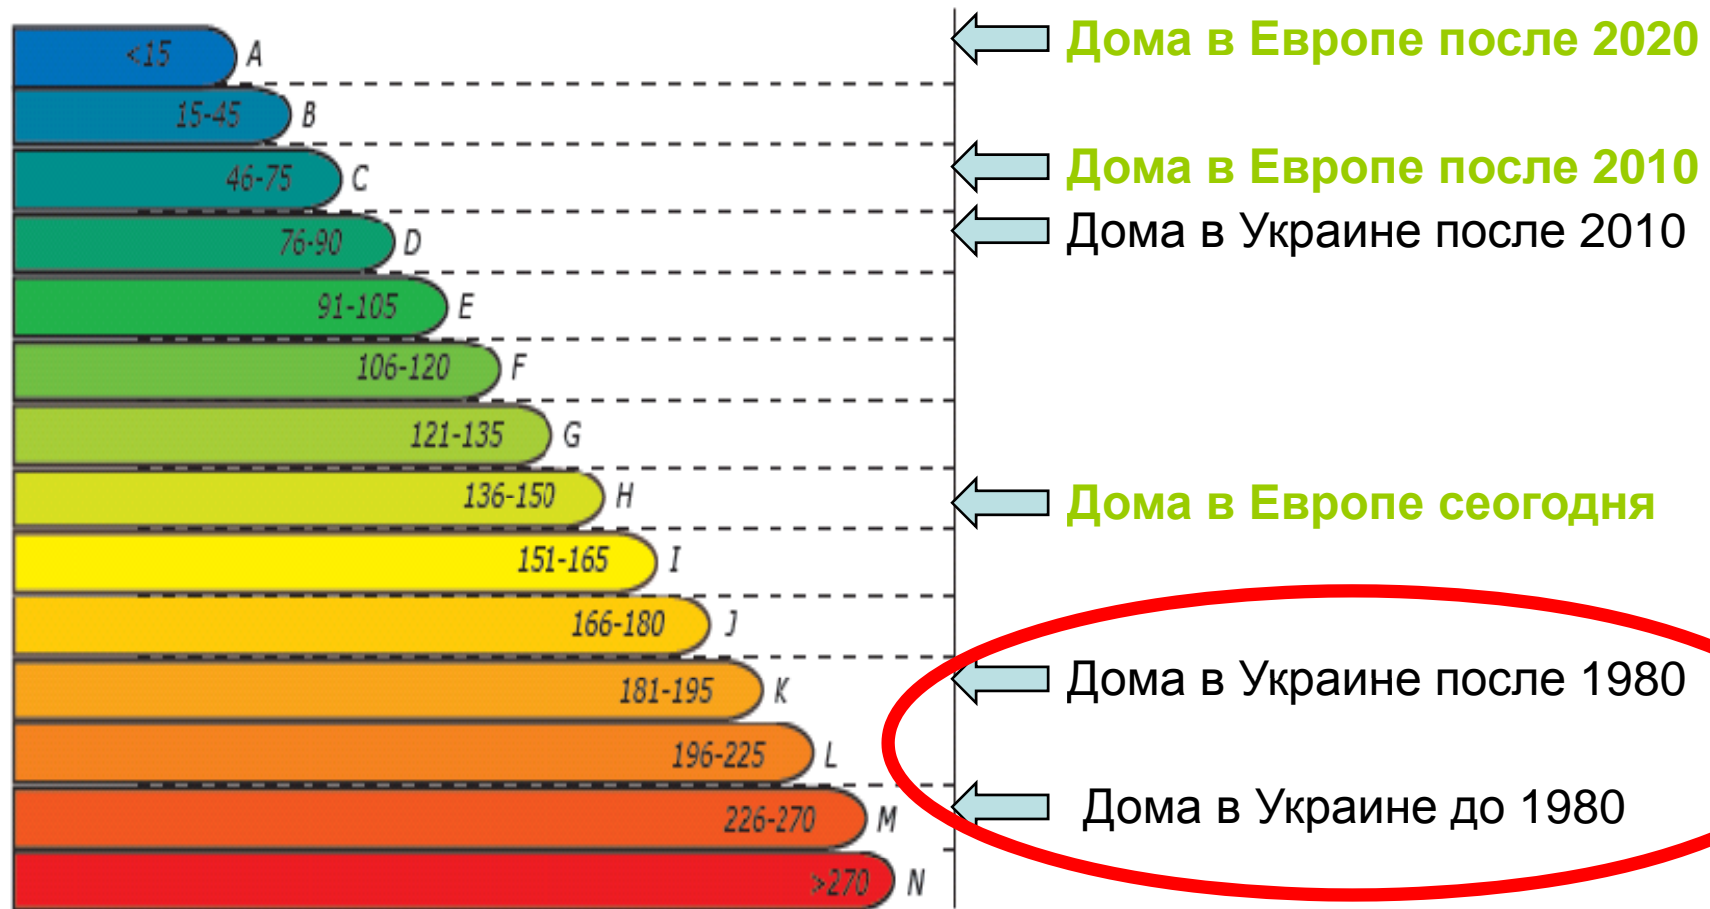 <15 A
Дома в Европе после 2020
15-45 B
46-75 C
Дома в Европе после 2010
76-90 D
Дома в Украине после 2010
91-105 E
106-120 F
121-135 G
136-150 H
Дома в Европе сеогодня
151-165 I
166-180 J
181-195 K
Дома в Украине после 1980
196-225 L
226-270 M
Дома в Украине до 1980
>270 N